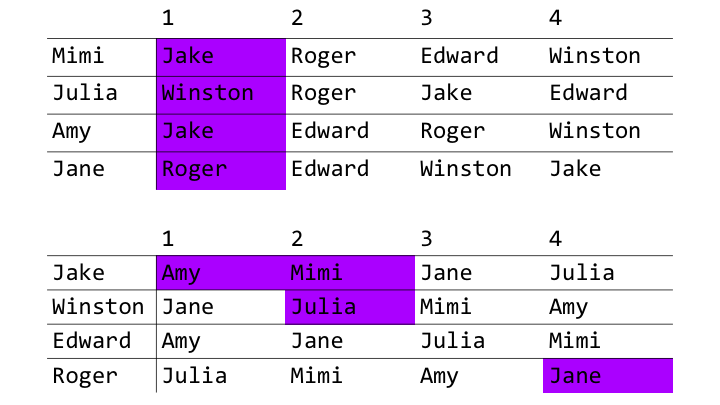 1 2 3 4
Mimi Jake Roger Edward Winston
Julia Winston Roger Jake Edward
Amy Jake Edward Roger Winston
Jane Roger Edward Winston Jake
1 2 3 4
Jake Amy Mimi Jane Julia
Winston Jane Julia Mimi Amy
Edward Amy Jane Julia Mimi
Roger Julia Mimi Amy Jane